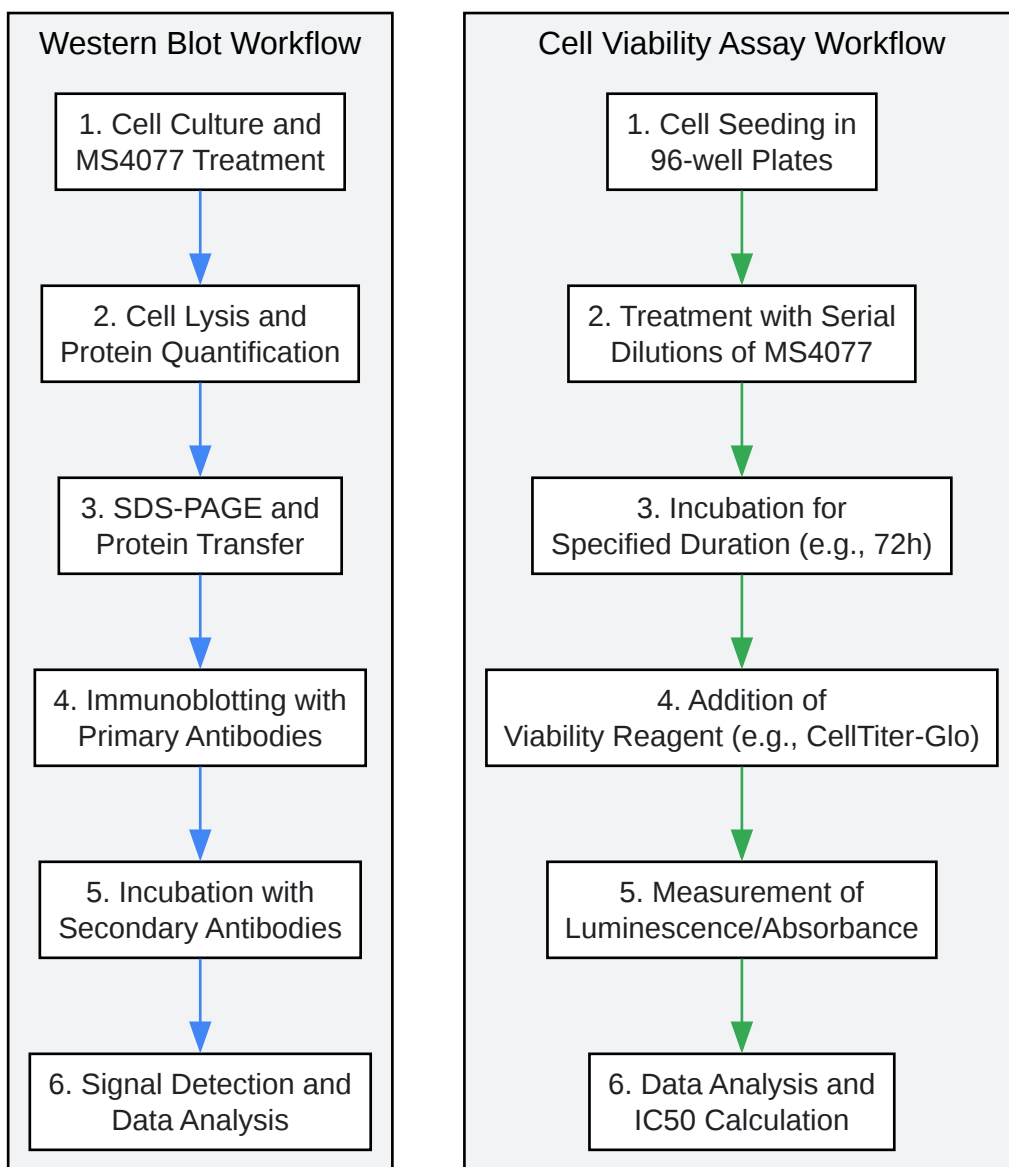 Western Blot Workflow
1. Cell Culture and
MS4077 Treatment
2. Cell Lysis and
Protein Quantification
3. SDS-PAGE and
Protein Transfer
4. Immunoblotting with
Primary Antibodies
5. Incubation with
Secondary Antibodies
6. Signal Detection and
Data Analysis
Cell Viability Assay Workflow
1. Cell Seeding in
96-well Plates
2. Treatment with Serial
Dilutions of MS4077
3. Incubation for
Specified Duration (e.g., 72h)
4. Addition of
Viability Reagent (e.g., CellTiter-Glo)
5. Measurement of
Luminescence/Absorbance
6. Data Analysis and
IC50 Calculation